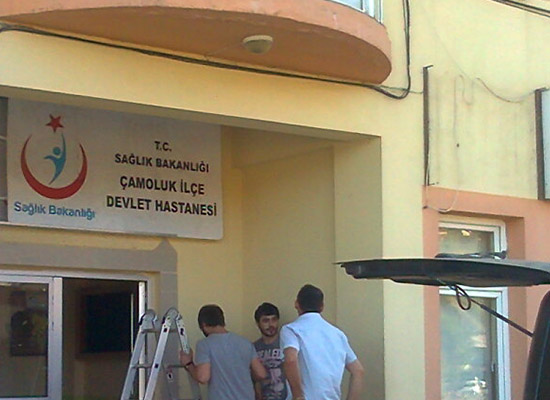 T.C.
SAĞLIK BAKANLIĞI
ÇAMOLUK İLÇE
DEVLET HASTANESİ
Sağlık Bakanlığı